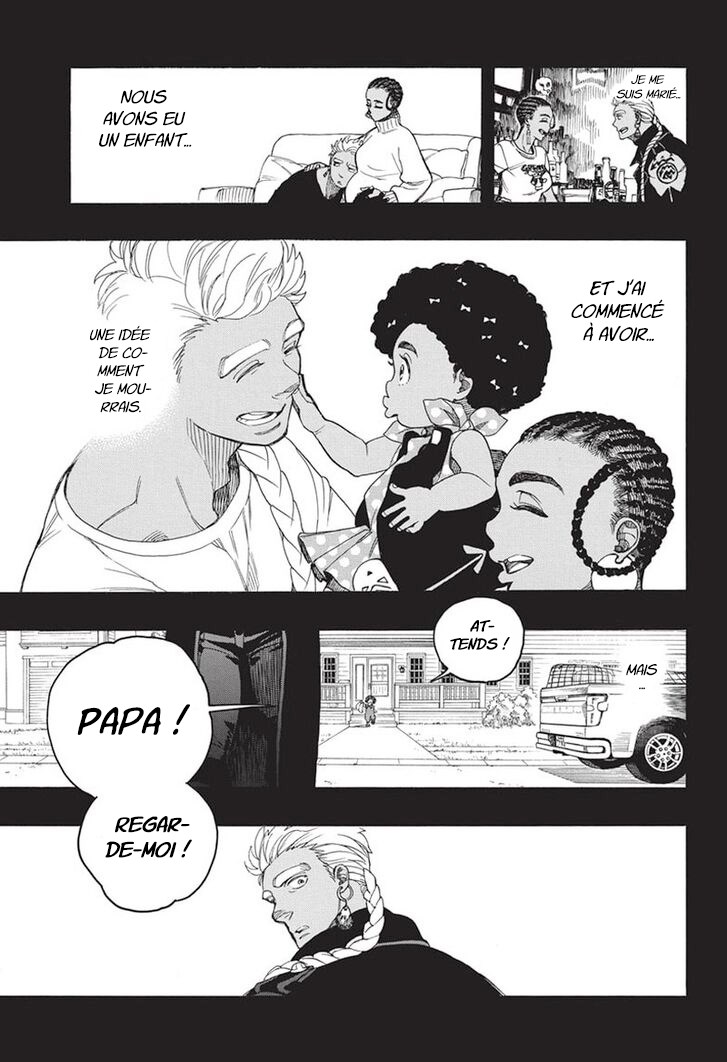 JE ME
SUIS MARIÉ..
NOUS
AVONS EU
UN ENFANT...
ET J'AI
COMMENCÉ
À AVOIR...
UNE IDÉE
DE CO-
MMENT
JE MOU-
RRAIS.
MAIS
...
AT-
TENDS !
PAPA !
REGAR-
DE-MOI !